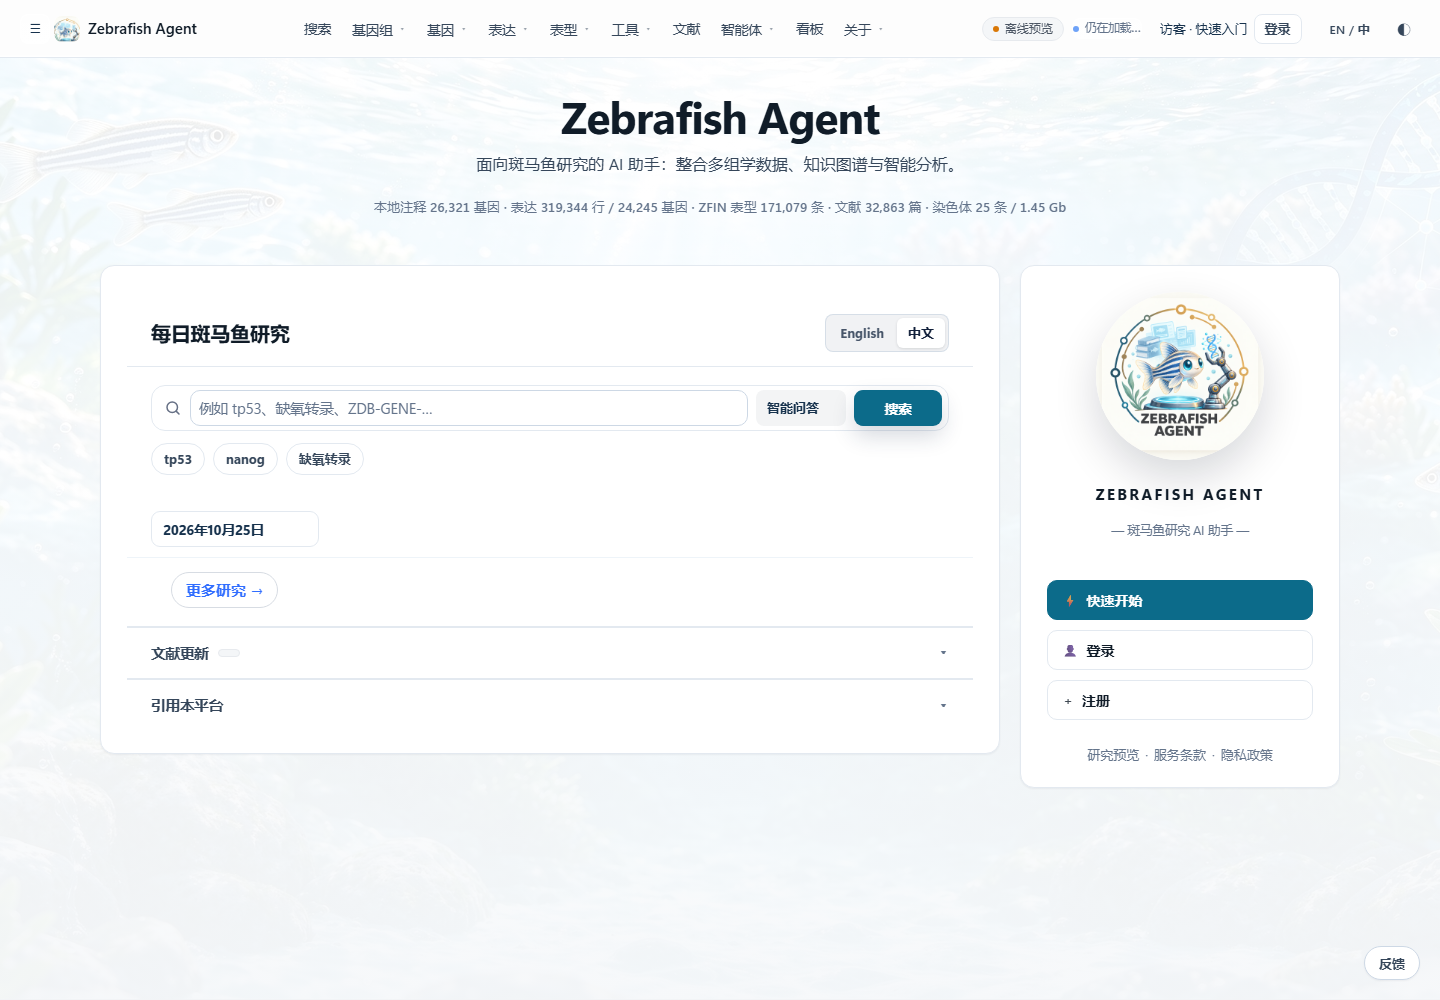 ☰ Zebrafish Agent 搜索 基因组 基因 表达 表型 工具 文献 智能体 看板 关于 离线预览 仍在加载… 访客 · 快速入门 登录 EN / 中
Zebrafish Agent
面向斑马鱼研究的 AI 助手：整合多组学数据、知识图谱与智能分析。
本地注释 26,321 基因 · 表达 319,344 行 / 24,245 基因 · ZFIN 表型 171,079 条 · 文献 32,863 篇 · 染色体 25 条 / 1.45 Gb
每日斑马鱼研究
English 中文
例如 tp53、缺氧转录、ZDB-GENE-…
智能问答
搜索
tp53 nanog 缺氧转录
2026年10月25日
更多研究 →
文献更新
引用本平台
ZEBRAFISH
AGENT
ZEBRAFISH AGENT
— 斑马鱼研究 AI 助手 —
快速开始
登录
+ 注册
研究预览 · 服务条款 · 隐私政策
反馈